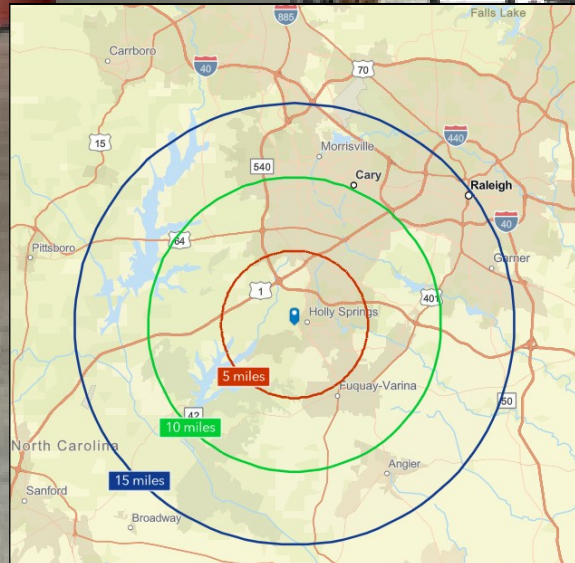 885
Falls Lake
Carrboro
40
70
15
440
Morrisville
540
Cary
Raleigh
40
64
Pittsboro
Garner
1
401
Holly Springs
5 miles
Fuquay-Varina
50
42
10 miles
North Carolina
Angier
15 miles
Sanford
Broadway